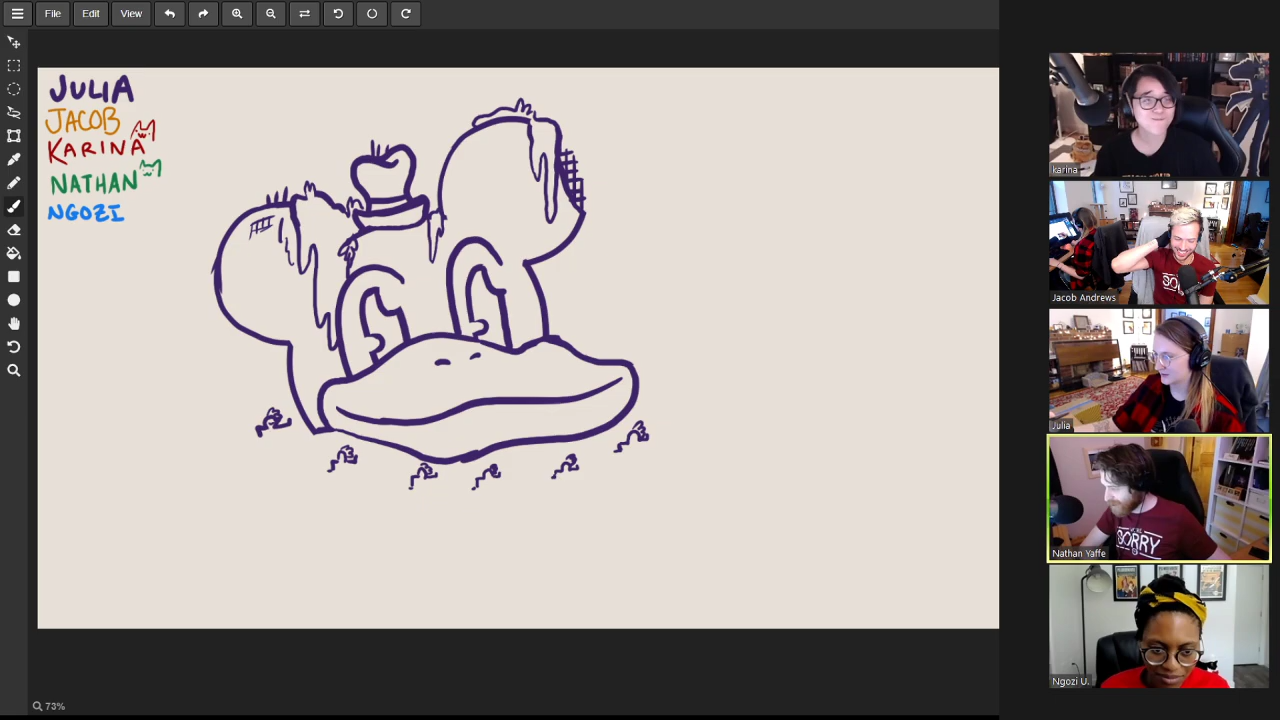 File Edit View
JULIA
JACOB
KARINA
NATHAN
NGOZI
73%
karina
Jacob Andrews
Julia
Nathan Yaffe
SORRY
Ngozi U.